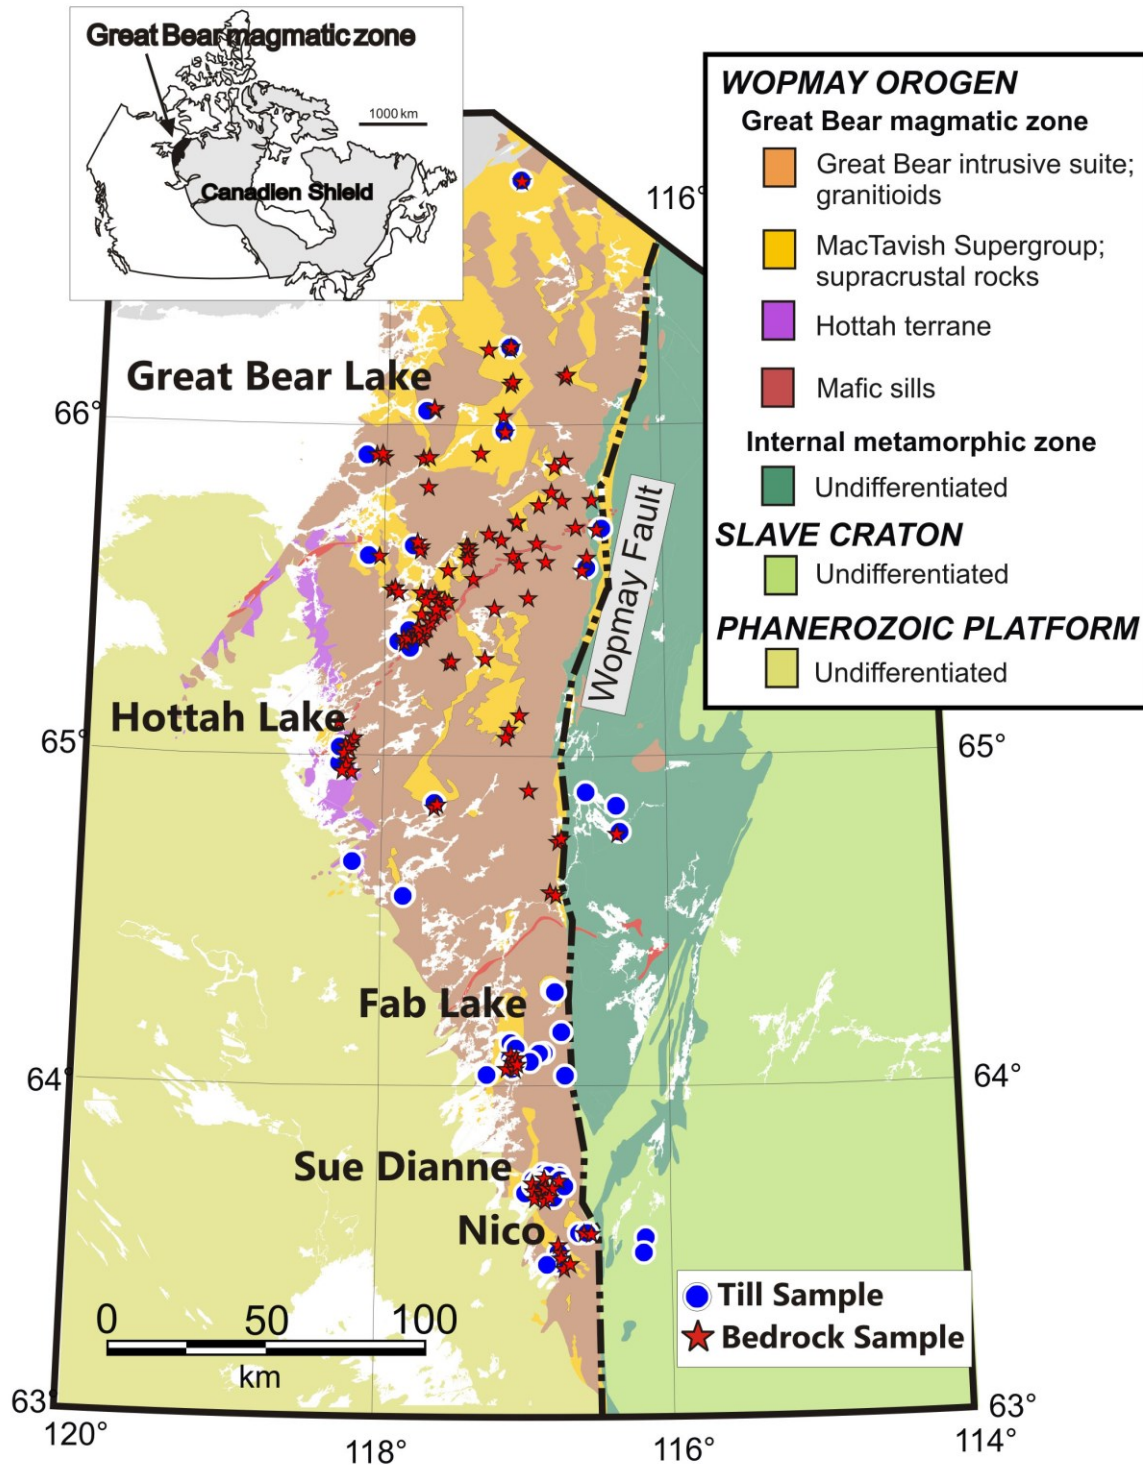 Great Bear magmatic zone
1000 km
Canadien Shield
116°
WOPMAY OROGEN
Great Bear magmatic zone
Great Bear intrusive suite;
granitioids
MacTavish Supergroup;
supracrustal rocks
Hottah terrane
Mafic sills
Internal metamorphic zone
Undifferentiated
SLAVE CRATON
Undifferentiated
PHANEROZOIC PLATFORM
Undifferentiated
Great Bear Lake
66°
Wopmay Fault
Hottah Lake
65°
65°
Fab Lake
64°
64°
Sue Dianne
Nico
Till Sample
Bedrock Sample
0 50 100
km
63°
63°
120°
118°
116°
114°